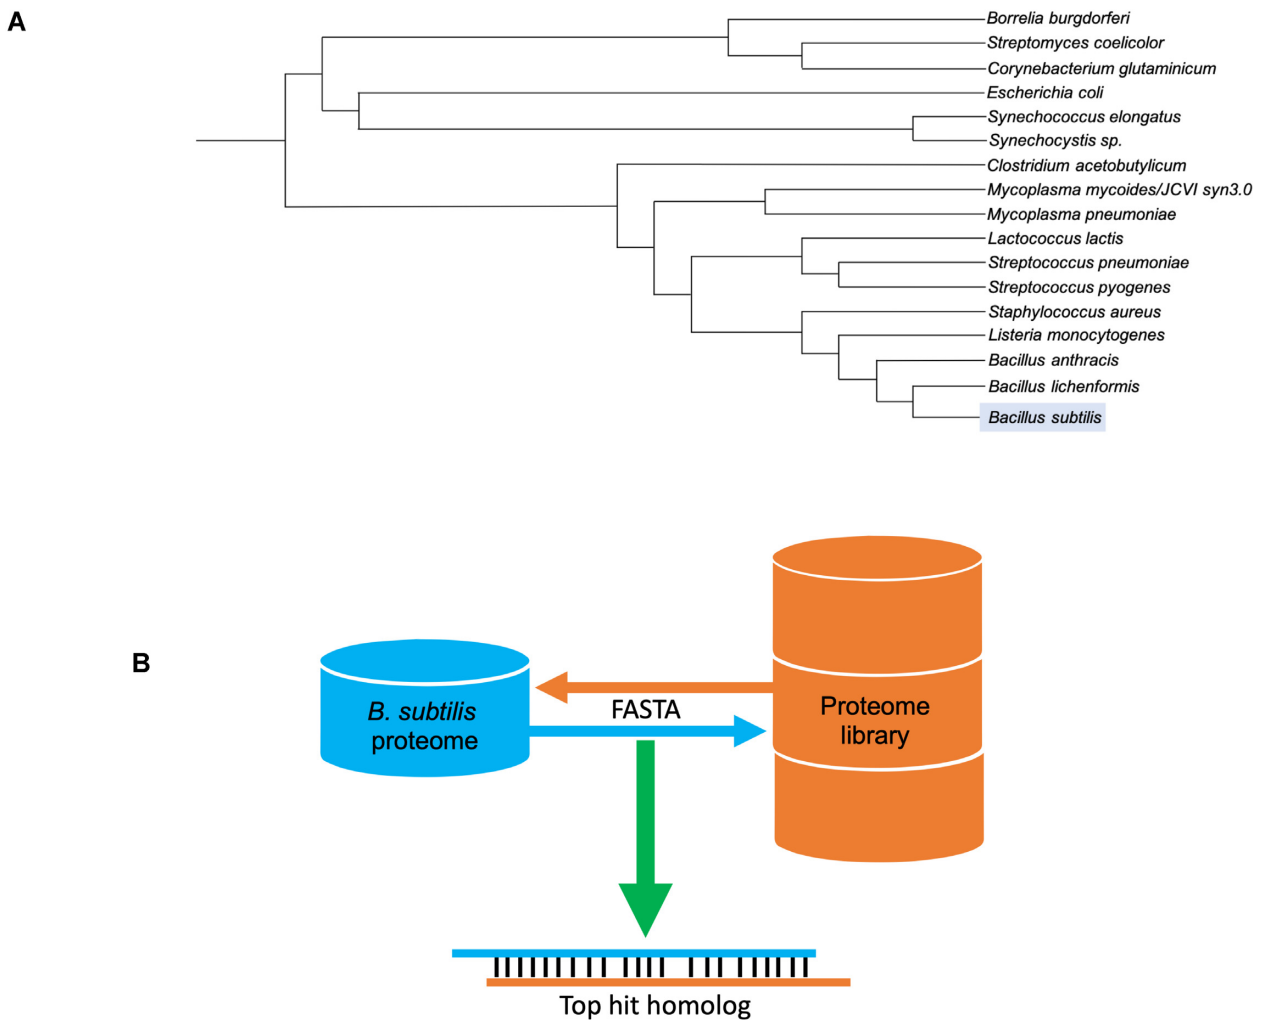 A
Borrelia burgdorferi
Streptomyces coelicolor
Corynebacterium glutaminicum
Escherichia coli
Synechococcus elongatus
Synechocystis sp.
Clostridium acetobutylicum
Mycoplasma mycoides/JCVI syn3.0
Mycoplasma pneumoniae
Lactococcus lactis
Streptococcus pneumoniae
Streptococcus pyogenes
Staphylococcus aureus
Listeria monocytogenes
Bacillus anthracis
Bacillus lichenformis
Bacillus subtilis
B
B. subtilis
proteome
FASTA
Proteome
library
Top hit homolog